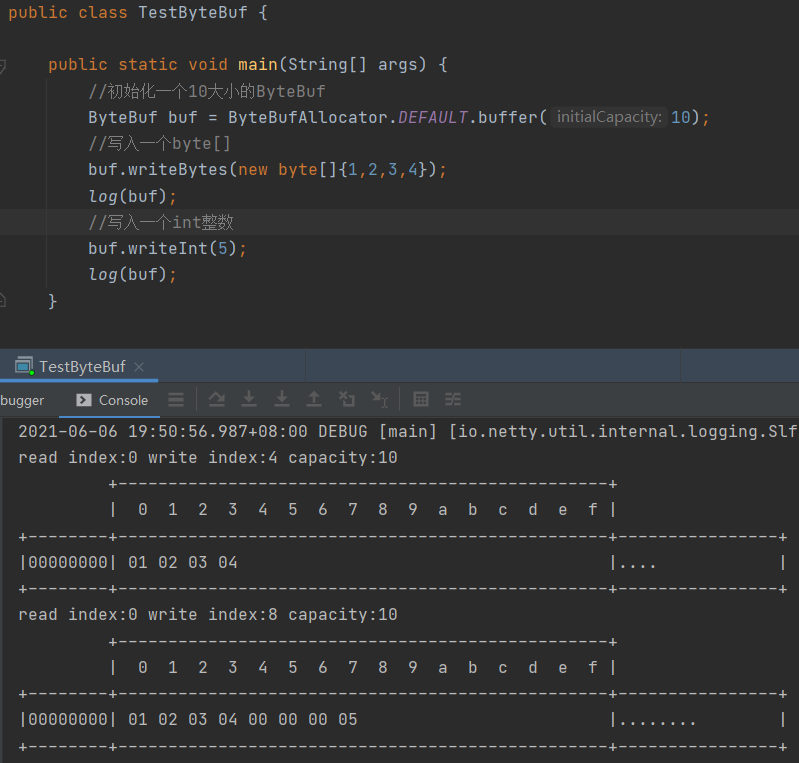 public class TestByteBuf {
public static void main(String[] args) {
//初始化一个10大小的ByteBuf
ByteBuf buf = ByteBufAllocator.DEFAULT.buffer( initialCapacity: 10);
//写入一个byte[]
buf.writeBytes(new byte[]{1,2,3,4});
log(buf);
//写入一个int整数
buf.writeInt(5);
log(buf);
}
TestByteBuf ×
bugger Console
2021-06-06 19:50:56.987+08:00 DEBUG [main] [io.netty.util.internal.logging.Slf
read index:0 write index:4 capacity:10
+-------------------------------------------------+
| 0 1 2 3 4 5 6 7 8 9 a b c d e f |
+--------+-------------------------------------------------+----------------+
|00000000| 01 02 03 04 |.... |
+--------+-------------------------------------------------+----------------+
read index:0 write index:8 capacity:10
+-------------------------------------------------+
| 0 1 2 3 4 5 6 7 8 9 a b c d e f |
+--------+-------------------------------------------------+----------------+
|00000000| 01 02 03 04 00 00 00 05 |........ |
+--------+-------------------------------------------------+----------------+